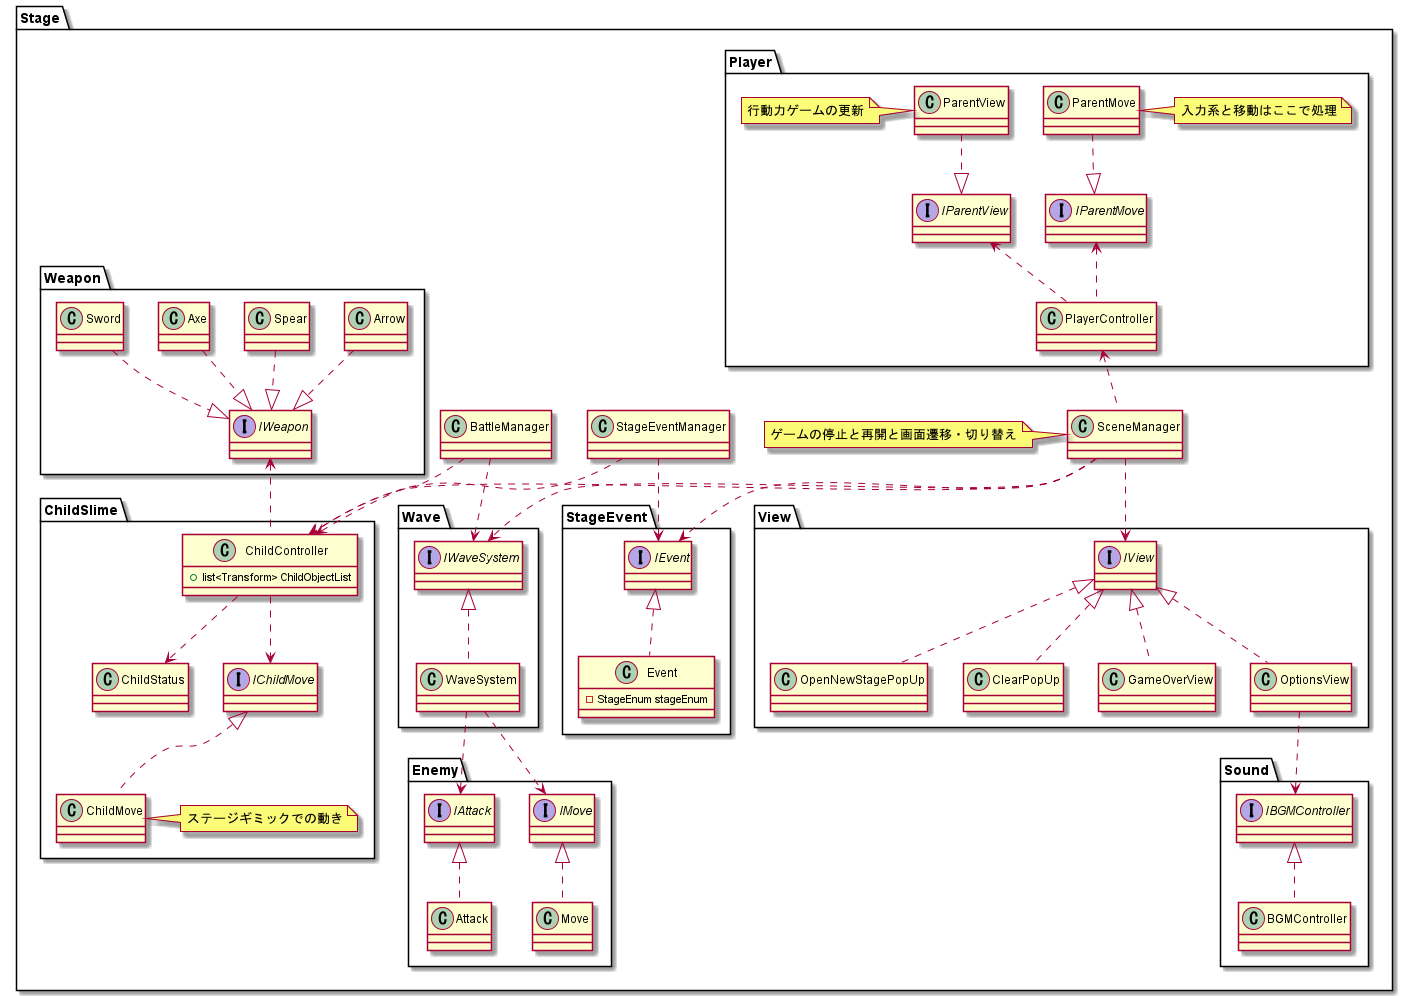 Stage
Player
行動力ゲームの更新
C ParentView
C ParentMove
入力系と移動はここで処理
I IParentView
I IParentMove
C PlayerController
Weapon
C Sword
C Axe
C Spear
C Arrow
I IWeapon
C BattleManager
C StageEventManager
ゲームの停止と再開と画面遷移・切り替え
C SceneManager
ChildSlime
C ChildController
list<Transform> ChildObjectList
C ChildStatus
I IChildMove
C ChildMove
ステージギミックでの動き
Wave
I IWaveSystem
C WaveSystem
StageEvent
I IEvent
C Event
StageEnum stageEnum
View
I IView
C OpenNewStagePopUp
C ClearPopUp
C GameOverView
C OptionsView
Enemy
I IAttack
I IMove
C Attack
C Move
Sound
I IBGMController
C BGMController